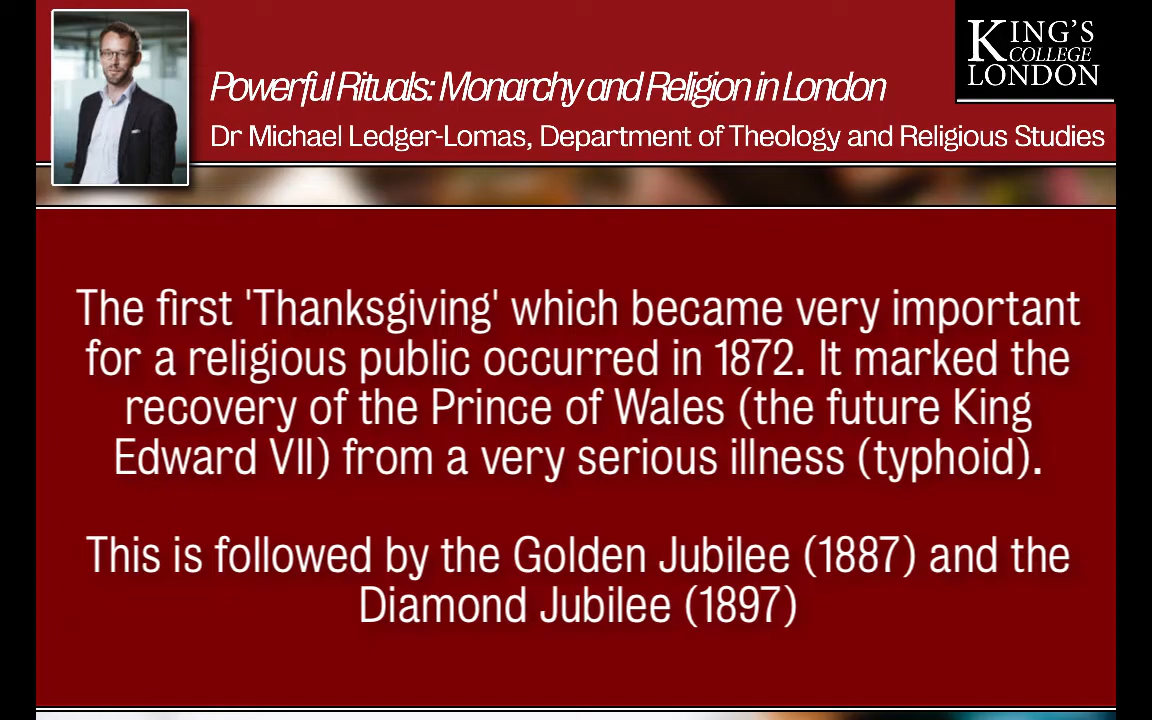 KING'S
COLLEGE
LONDON
Powerful Rituals: Monarchy and Religion in London
Dr Michael Ledger-Lomas, Department of Theology and Religious Studies
The first 'Thanksgiving' which became very important
for a religious public occurred in 1872. It marked the
recovery of the Prince of Wales (the future King
Edward VII) from a very serious illness (typhoid).
This is followed by the Golden Jubilee (1887) and the
Diamond Jubilee (1897)